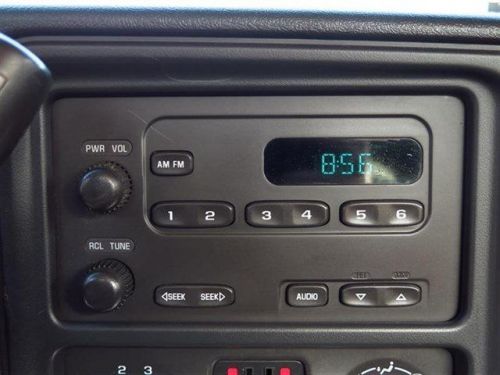 PWR VOL
AM FM
8:56
1 2 3 4 5 6
RCL TUNE
SEEK SEEK AUDIO
2 3